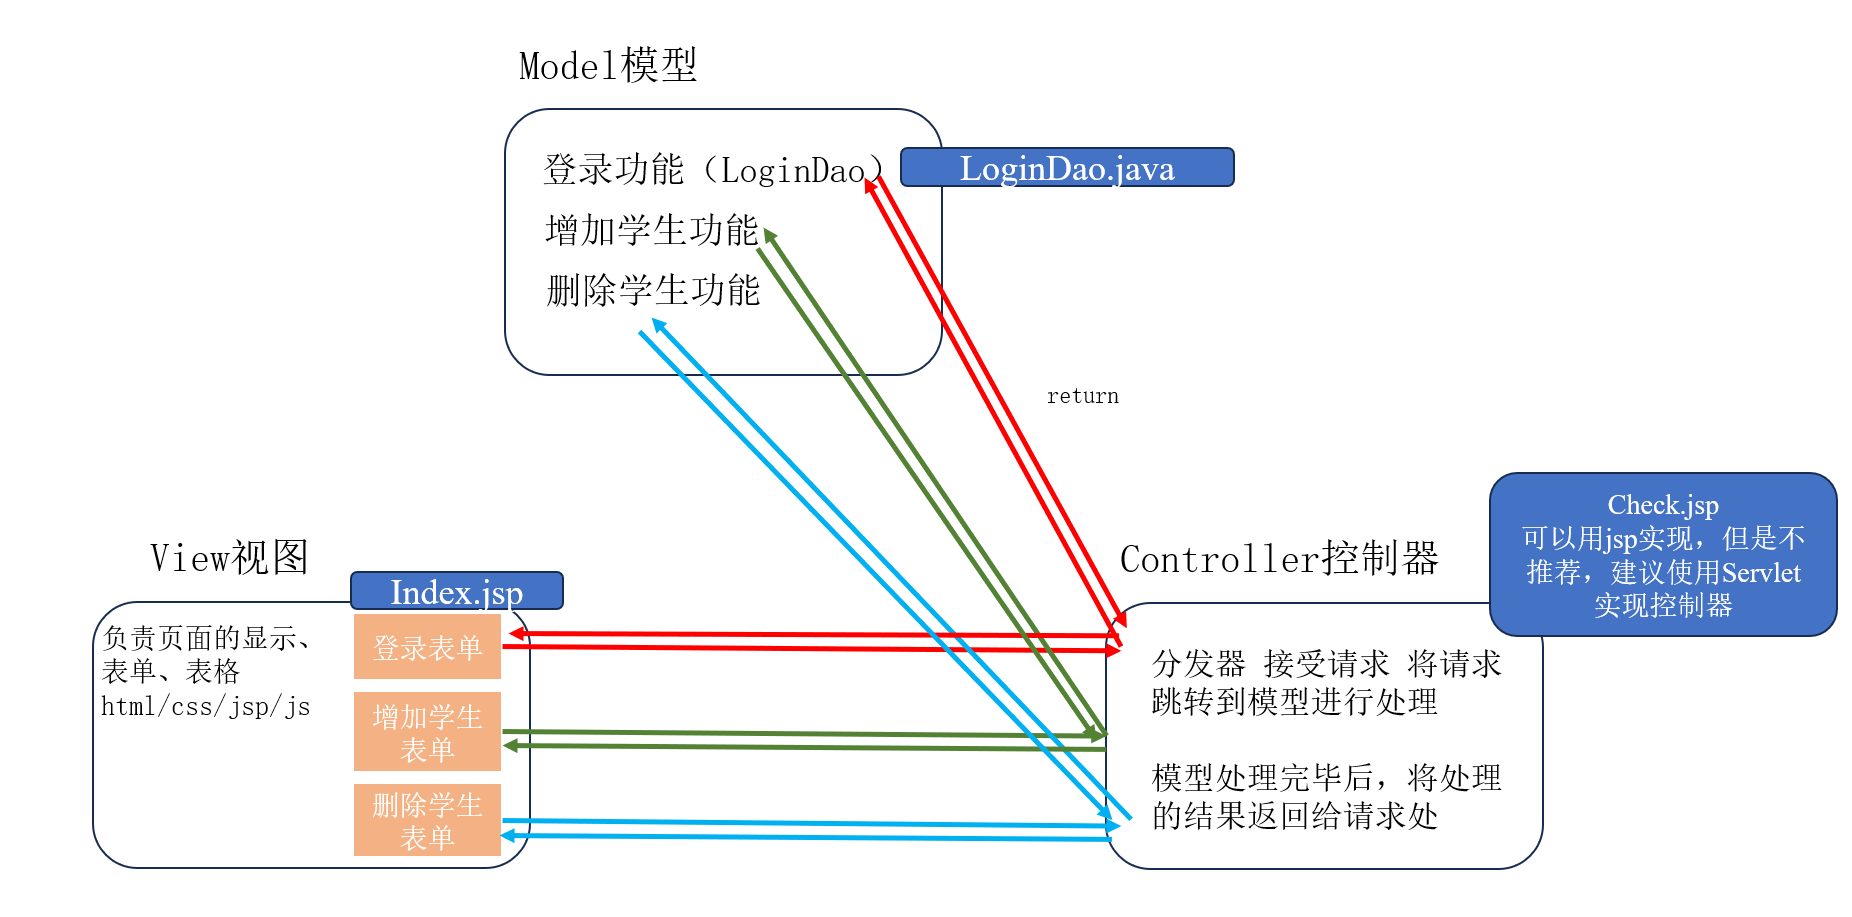 Model模型
登录功能（LoginDao）
LoginDao.java
增加学生功能
删除学生功能
return
View视图
Index.jsp
负责页面的显示、
表单、表格
html/css/jsp/js
登录表单
增加学生
表单
删除学生
表单
Controller控制器
Check.jsp
可以用jsp实现，但是不
推荐，建议使用Servlet
实现控制器
分发器 接受请求 将请求
跳转到模型进行处理
模型处理完毕后，将处理
的结果返回给请求处